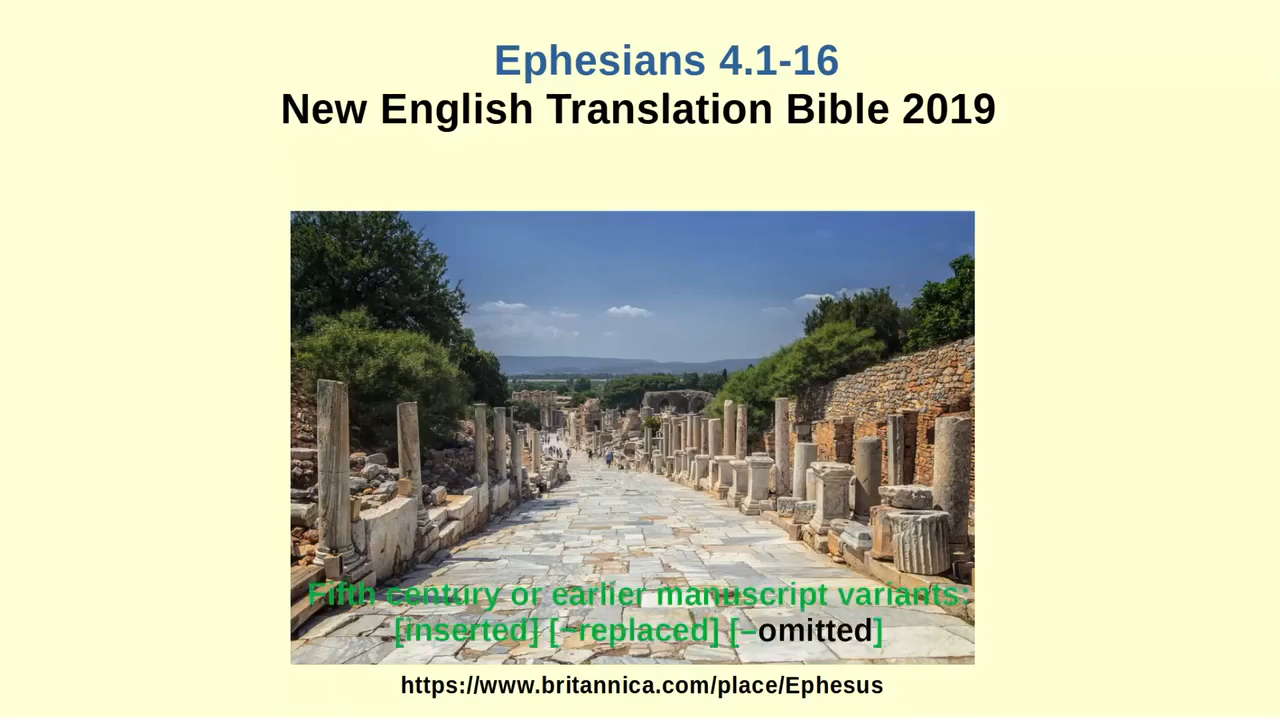 Ephesians 4.1-16
New English Translation Bible 2019
Fifth century or earlier manuscript variants:
[inserted] [~replaced] [–omitted]
https://www.britannica.com/place/Ephesus